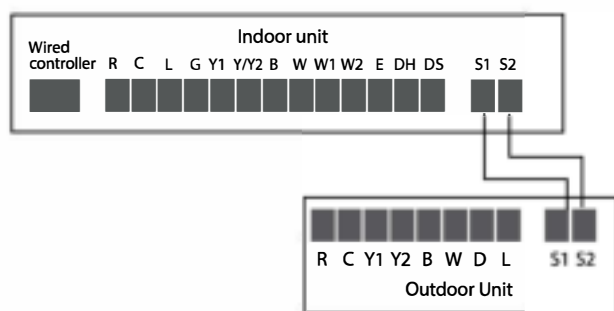 Indoor unit
Wired
controller R C L G Y1 Y/Y2 B W W1 W2 E DH DS S1 S2
R C Y1 Y2 B W D L S1 S2
Outdoor Unit